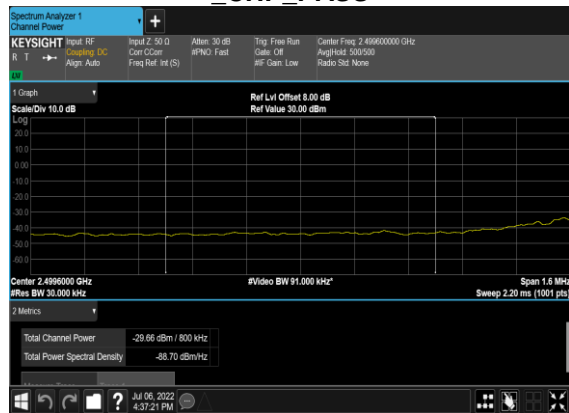 Spectrum Analyzer 1
Channel Power
KEYSIGHT
R T
Input: RF
Coupling: DC
Align: Auto
Input Z: 50 Ω
Corr CCorr
Freq Ref: Int (S)
Atten: 30 dB
#PNO: Fast
Trig: Free Run
Gate: Off
#IF Gain: Low
Center Freq: 2.499600000 GHz
Avg|Hold: 500/500
Radio Std: None
1 Graph
Scale/Div 10.0 dB
Ref Lvl Offset 8.00 dB
Ref Value 30.00 dBm
Log
20.0
10.0
0.00
-10.0
-20.0
-30.0
-40.0
-50.0
-60.0
Center 2.4996000 GHz
#Video BW 91.000 kHz*
Span 1.6 MHz
#Res BW 30.000 kHz
Sweep 2.20 ms (1001 pts)
2 Metrics
Total Channel Power -29.66 dBm / 800 kHz
Total Power Spectral Density -88.70 dBm/Hz
?
Jul 06, 2022
4:37:21 PM